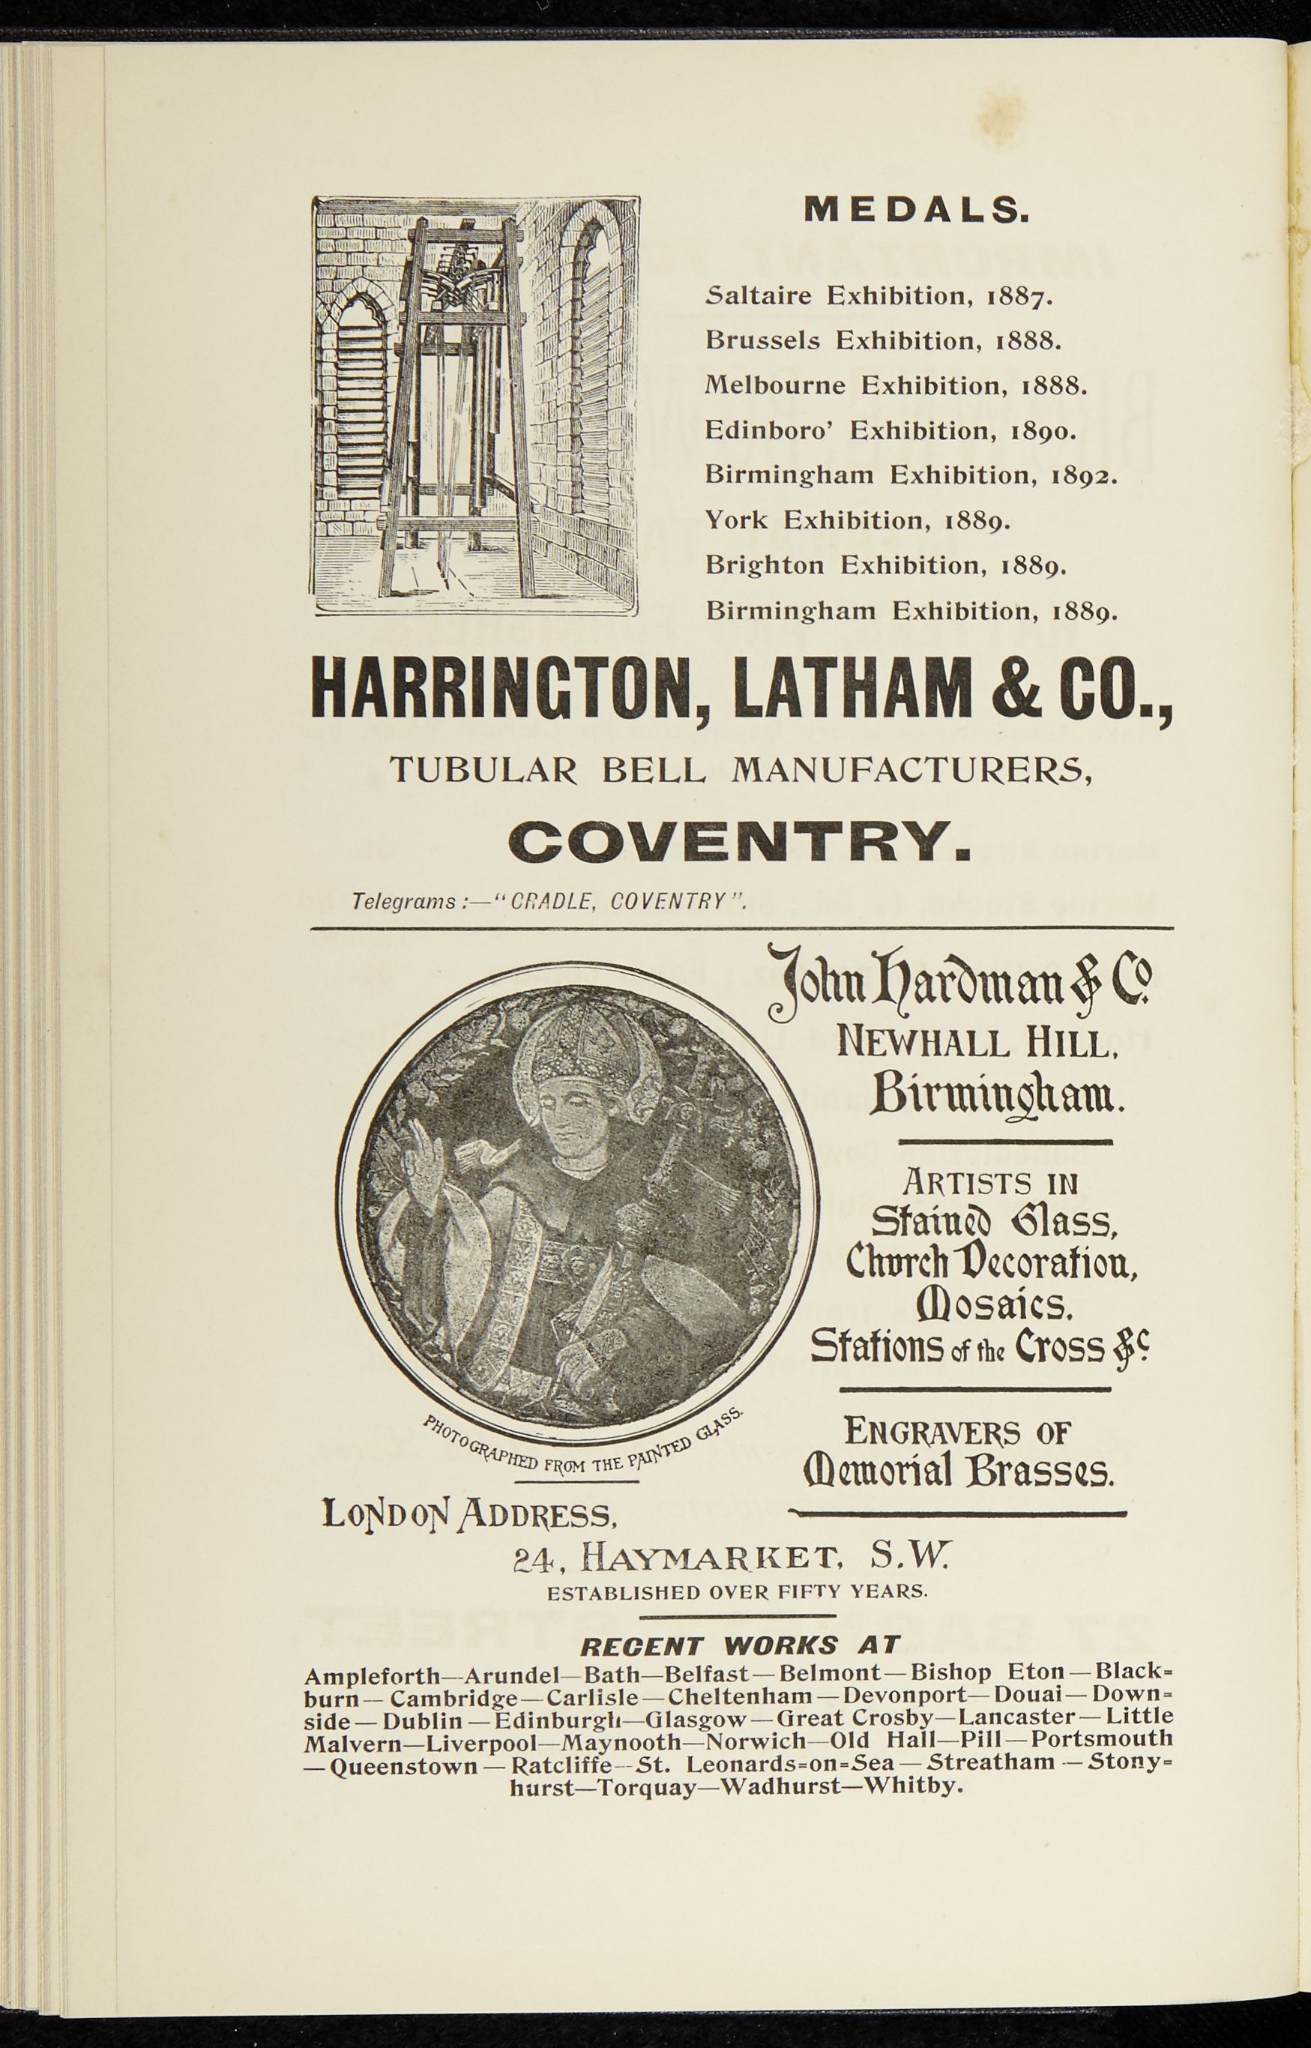 MEDALS.
Saltaire Exhibition, 1887.
Brussels Exhibition, 1888.
Melbourne Exhibition, 1888.
Edinboro' Exhibition, 1890.
Birmingham Exhibition, 1892.
York Exhibition, 1889.
Brighton Exhibition, 1889.
Birmingham Exhibition, 1889.
HARRINGTON, LATHAM & CO.,
TUBULAR BELL MANUFACTURERS,
COVENTRY.
Telegrams:—"CRADLE, COVENTRY".
John Hardman & Co.
NEWHALL HILL,
Birmingham.
ARTISTS IN
Stained Glass,
Church Decoration,
Mosaics,
Stations of the Cross &c.
ENGRAVERS OF
Memorial Brasses.
PHOTOGRAPHED FROM THE PAINTED GLASS.
LONDON ADDRESS,
24, HAYMARKET, S.W.
ESTABLISHED OVER FIFTY YEARS.
RECENT WORKS AT
Ampleforth—Arundel—Bath—Belfast—Belmont—Bishop Eton—Black=
burn—Cambridge—Carlisle—Cheltenham—Devonport—Douai—Down=
side—Dublin—Edinburgh—Glasgow—Great Crosby—Lancaster—Little
Malvern—Liverpool—Maynooth—Norwich—Old Hall—Pill—Portsmouth
—Queenstown—Ratcliffe—St. Leonards=on=Sea—Streatham—Stony=
hurst—Torquay—Wadhurst—Whitby.